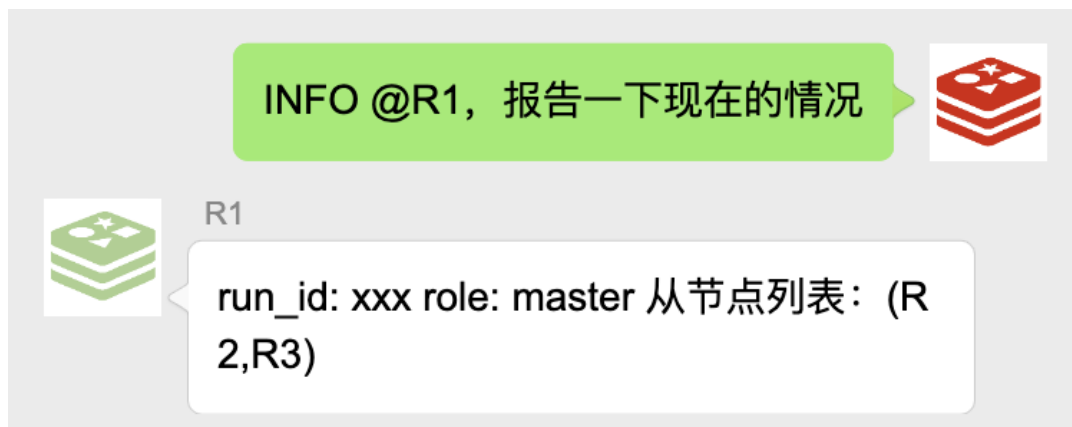 INFO @R1，报告一下现在的情况
R1
run_id: xxx role: master 从节点列表：(R
2,R3)